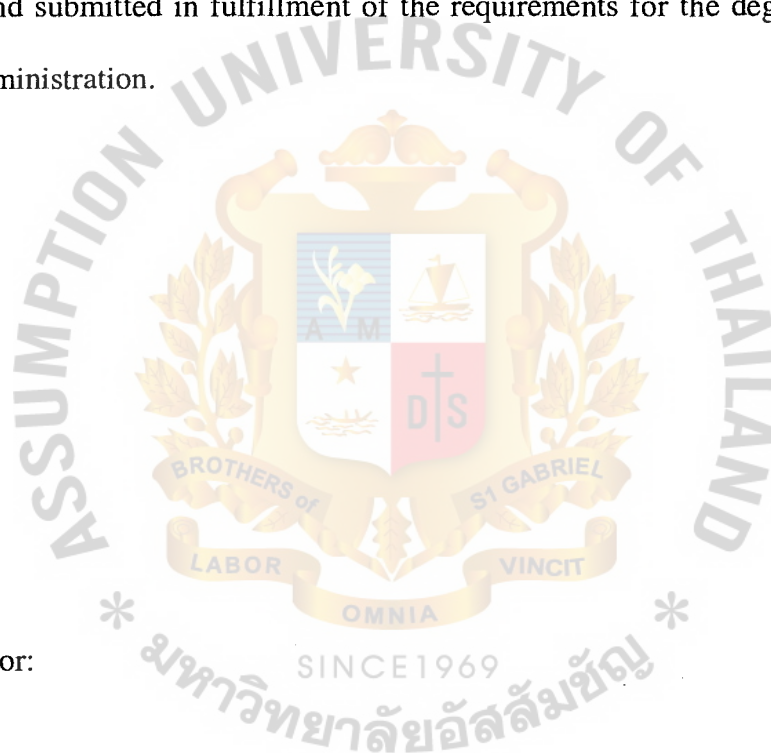 nd submitted in fulfillment of the requirements for the deg
ministration.
ASSUMPTION UNIVERSITY OF THAILAND
A M
D S
BROTHERS of S1 GABRIEL
LABOR VINCIT
OMNIA
or:
SINCE1969
มหาวิทยาลัยอัสสัมชัญ